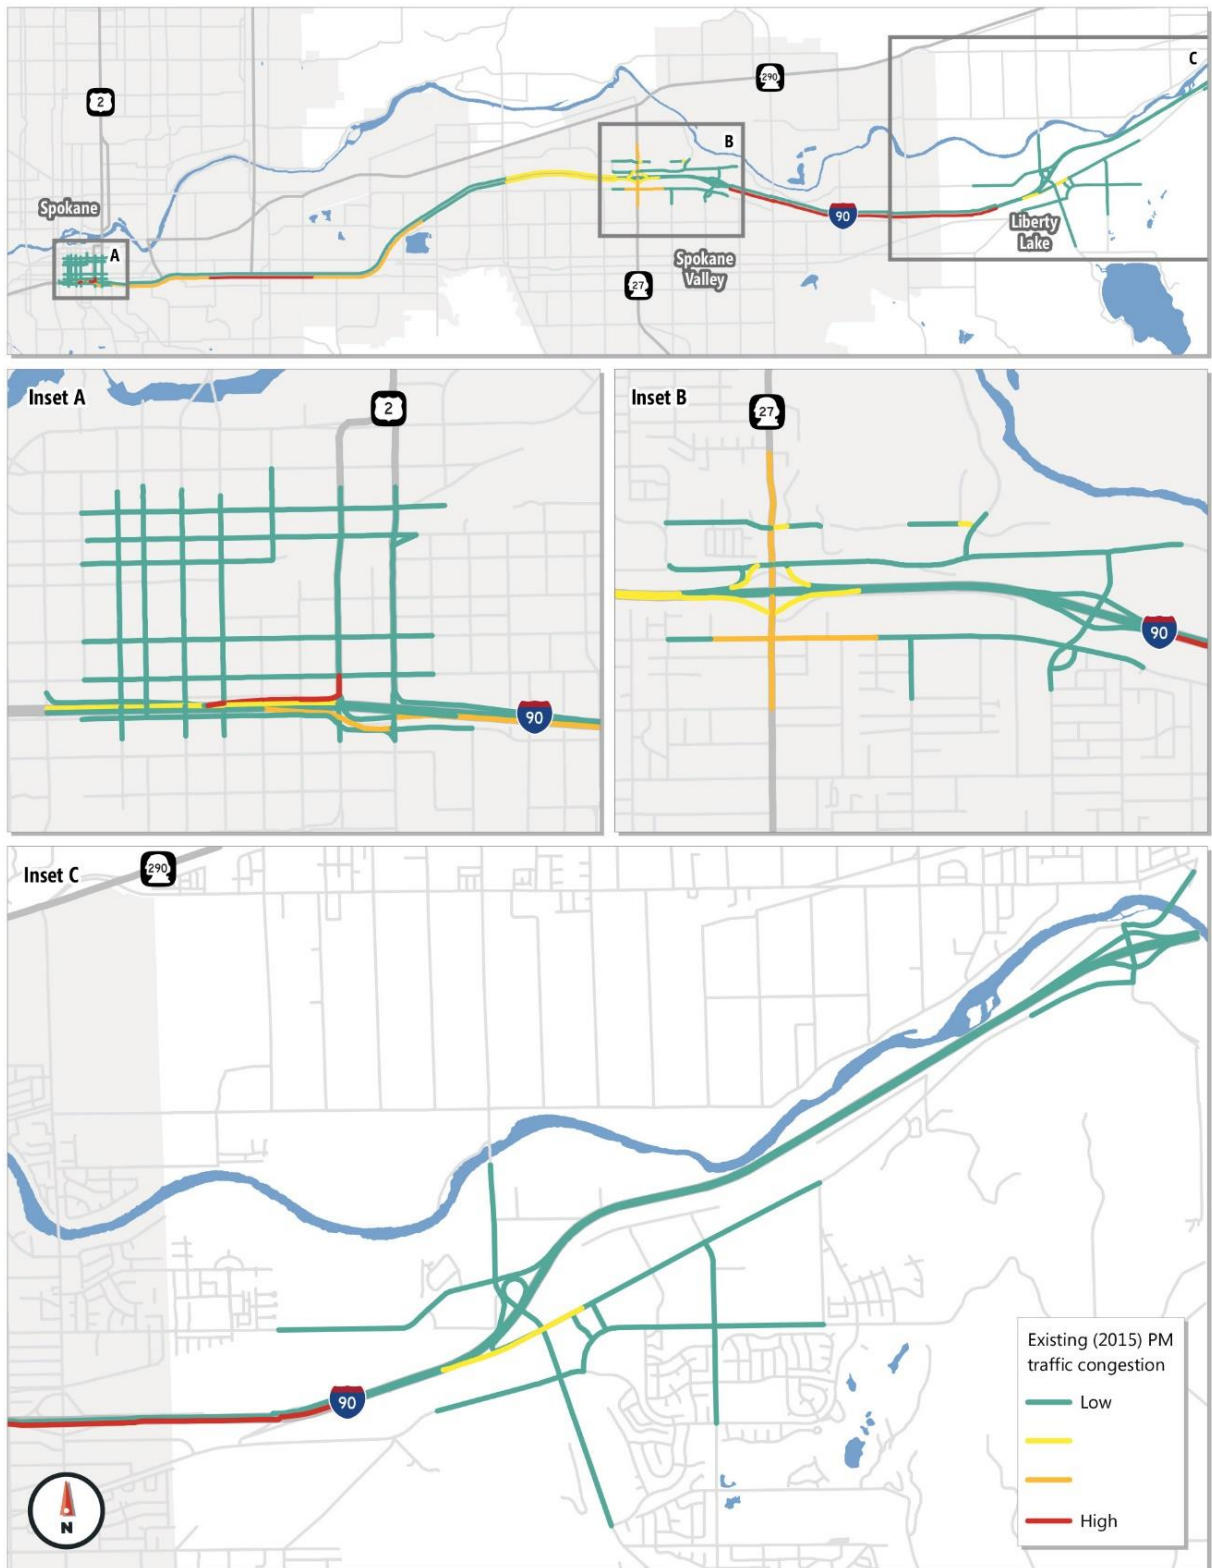 C
290
2
B
Spokane
A
90
Liberty
Lake
Spokane
Valley
27
Inset A
2
90
Inset B
27
90
Inset C
290
90
Existing (2015) PM
traffic congestion
Low
High
N